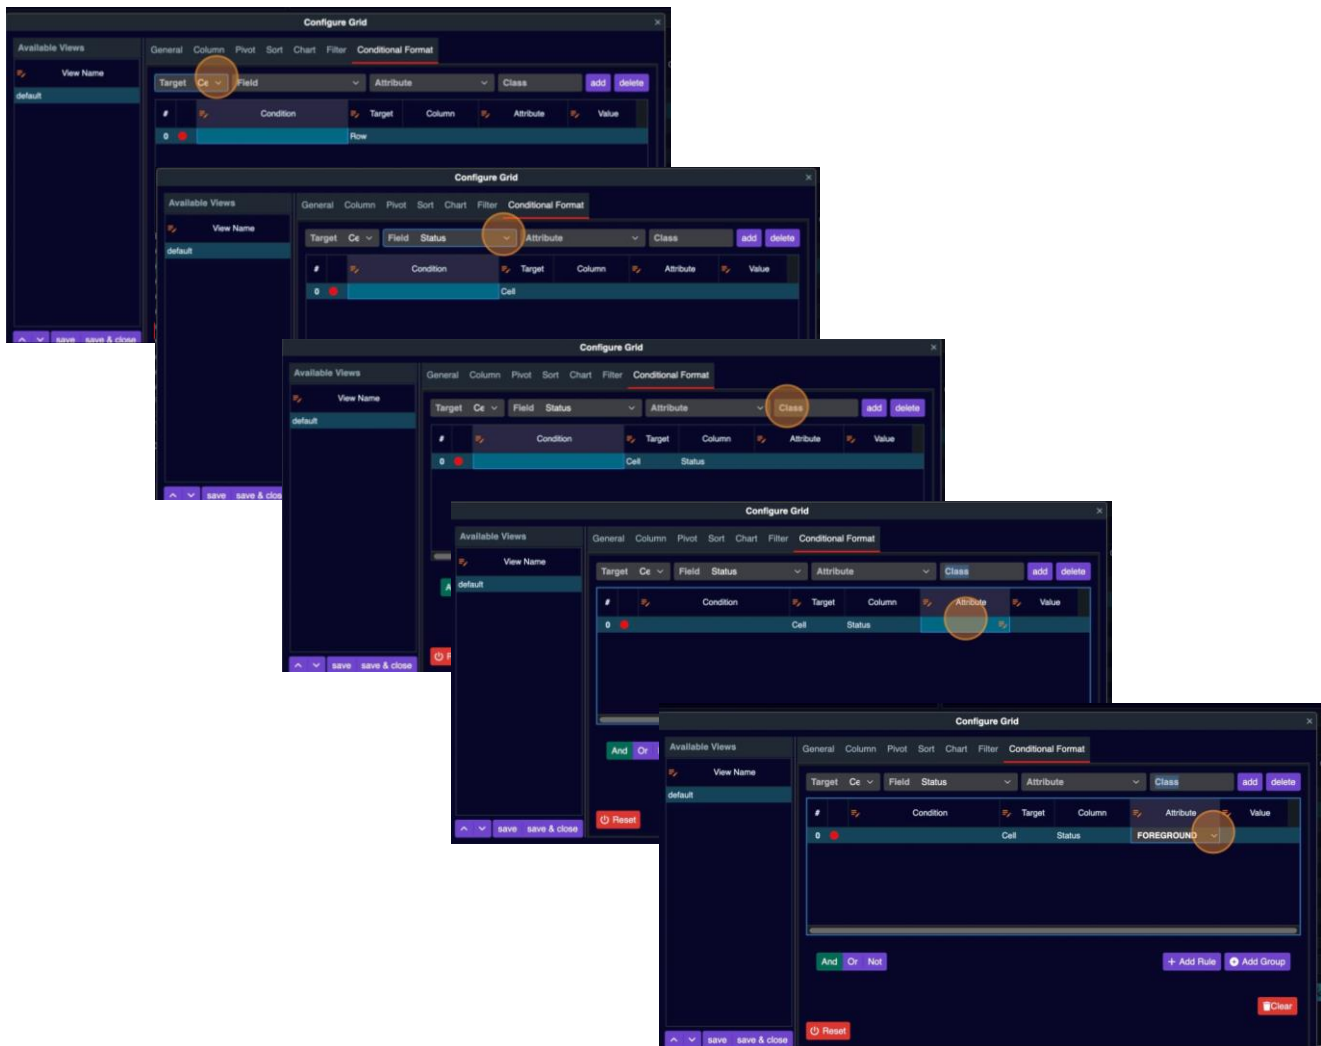 Configure Grid
Available Views
General Column Pivot Sort Chart Filter Conditional Format
View Name
Target Ce Field Attribute Class add delete
default
# Condition Target Column Attribute Value
0 Row
save save & close
Configure Grid
Available Views
General Column Pivot Sort Chart Filter Conditional Format
View Name
Target Ce Field Status Attribute Class add delete
default
# Condition Target Column Attribute Value
0 Cell
save save & clos
Configure Grid
Available Views
General Column Pivot Sort Chart Filter Conditional Format
View Name
Target Ce Field Status Attribute Class add delete
default
# Condition Target Column Attribute Value
0 Cell Status
save save & close
Configure Grid
Available Views
General Column Pivot Sort Chart Filter Conditional Format
View Name
Target Ce Field Status Attribute Class add delete
default
# Condition Target Column Attribute Value
0 Cell Status
And Or
Reset
save save & close
Configure Grid
Available Views
General Column Pivot Sort Chart Filter Conditional Format
View Name
Target Ce Field Status Attribute Class add delete
default
# Condition Target Column Attribute Value
0 Cell Status FOREGROUND
And Or Not + Add Rule Add Group
Clear
Reset
save save & close